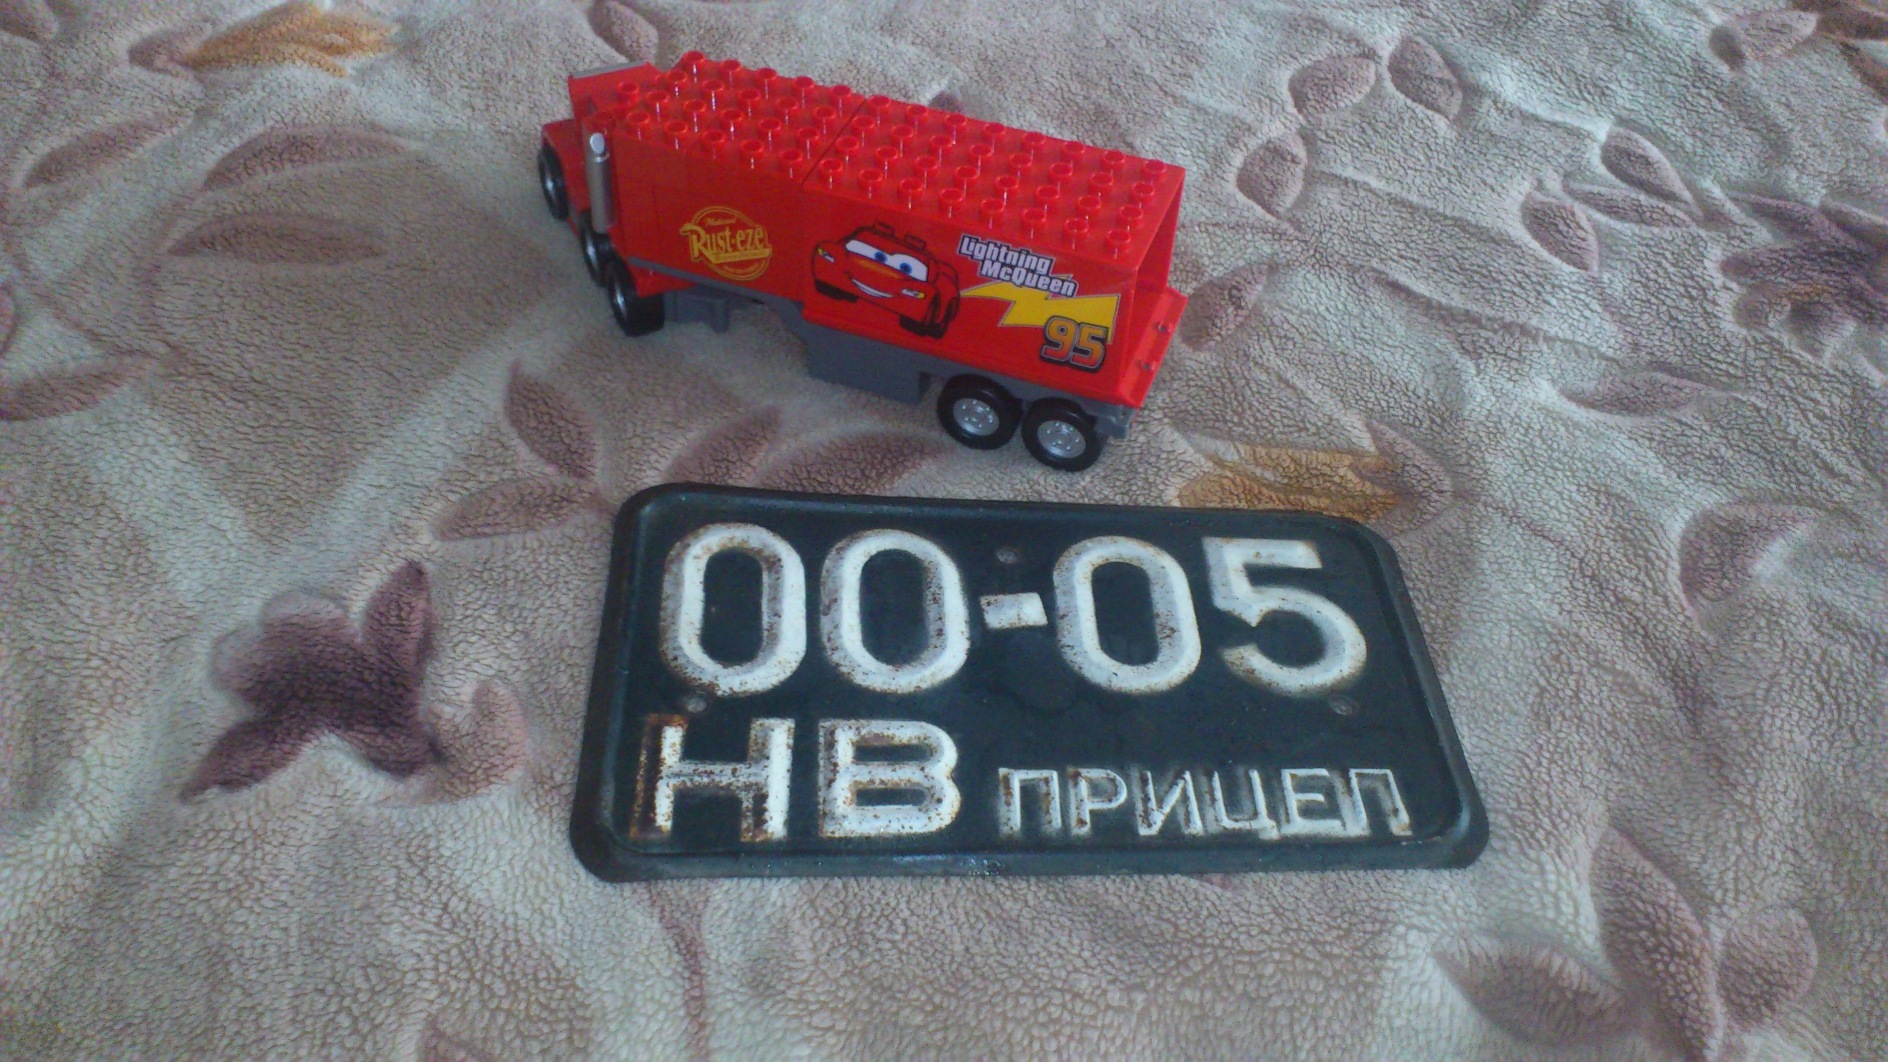 Rust-eze
Lightning
McQueen
95
00-05
НВ ПРИЦЕП